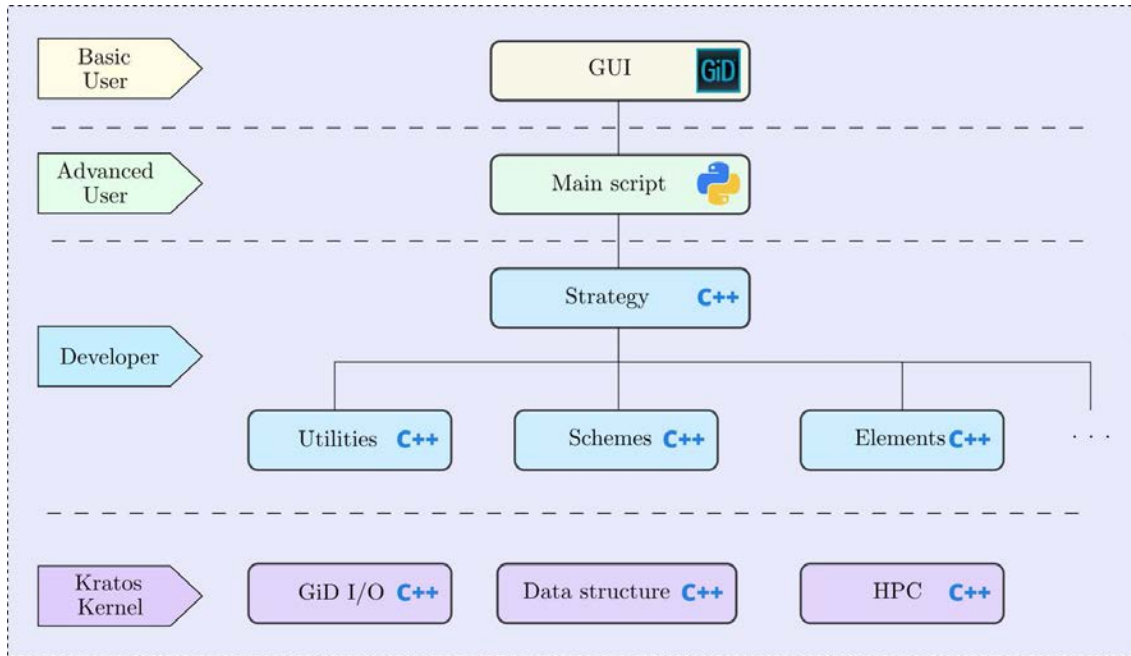 Basic
User
GUI
GiD
Advanced
User
Main script
Strategy
C++
Developer
Utilities
C++
Schemes
C++
Elements
C++
. . .
Kratos
Kernel
GiD I/O
C++
Data structure
C++
HPC
C++